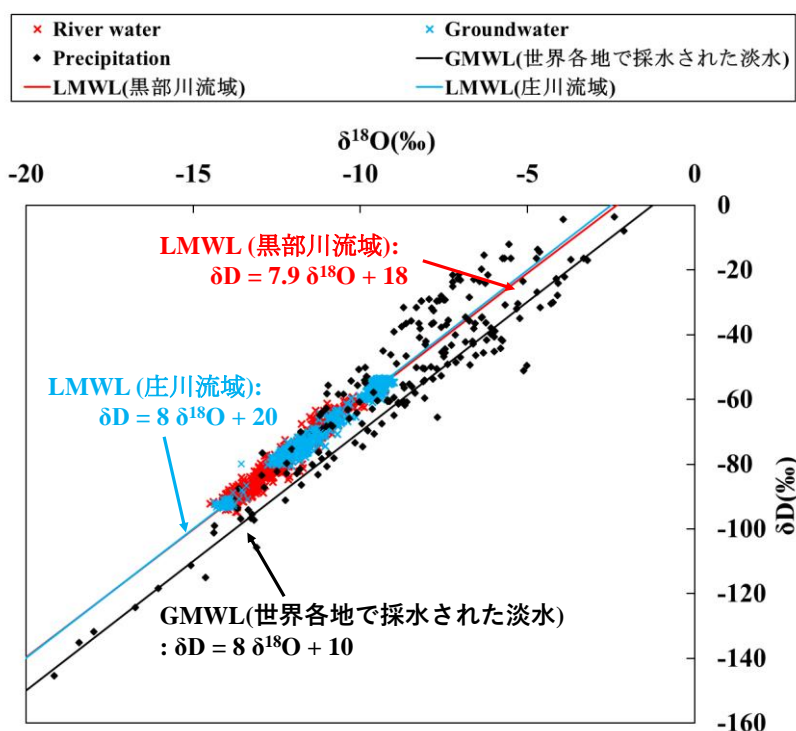 River water
Groundwater
Precipitation
GMWL(世界各地で採水された淡水)
LMWL(黒部川流域)
LMWL(庄川流域)
δ¹⁸O(‰)
-20 -15 -10 -5 0
0
-20
-40
-60
-80
-100
-120
-140
-160
δD(‰)
LMWL (黒部川流域):
δD = 7.9 δ¹⁸O + 18
LMWL (庄川流域):
δD = 8 δ¹⁸O + 20
GMWL(世界各地で採水された淡水)
: δD = 8 δ¹⁸O + 10